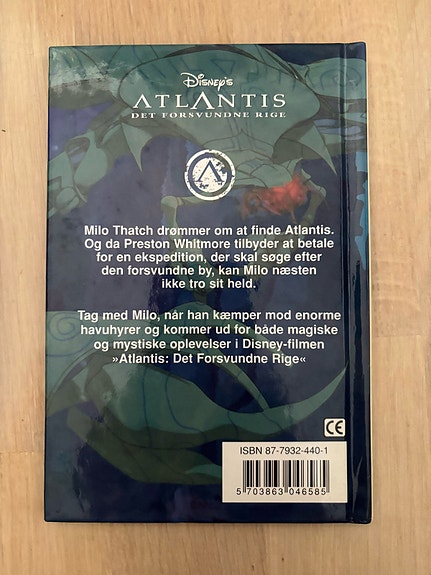 Disney's
ATLANTIS
DET FORSVUNDNE RIGE
Milo Thatch drømmer om at finde Atlantis.
Og da Preston Whitmore tilbyder at betale
for en ekspedition, der skal søge efter
den forsvundne by, kan Milo næsten
ikke tro sit held.
Tag med Milo, når han kæmper mod enorme
havuhyrer og kommer ud for både magiske
og mystiske oplevelser i Disney-filmen
»Atlantis: Det Forsvundne Rige«
CE
ISBN 87-7932-440-1
5 703863 046585